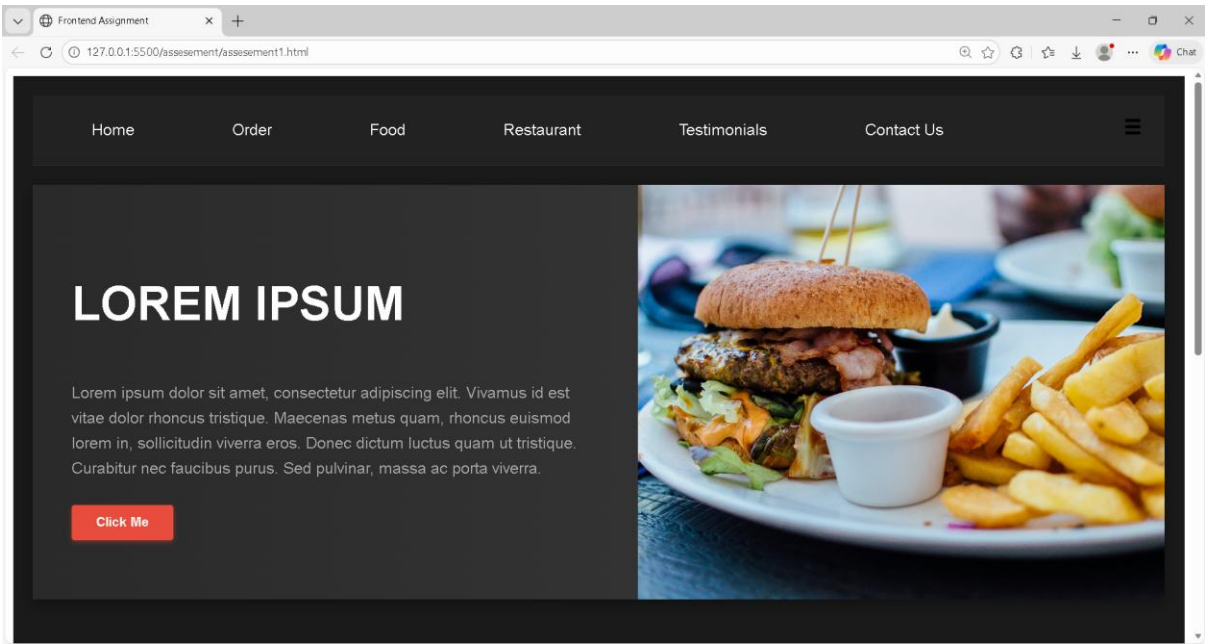 Frontend Assignment
127.0.0.1:5500/assesement/assesement1.html
Chat
Home Order Food Restaurant Testimonials Contact Us
LOREM IPSUM
Lorem ipsum dolor sit amet, consectetur adipiscing elit. Vivamus id est
vitae dolor rhoncus tristique. Maecenas metus quam, rhoncus euismod
lorem in, sollicitudin viverra eros. Donec dictum luctus quam ut tristique.
Curabitur nec faucibus purus. Sed pulvinar, massa ac porta viverra.
Click Me